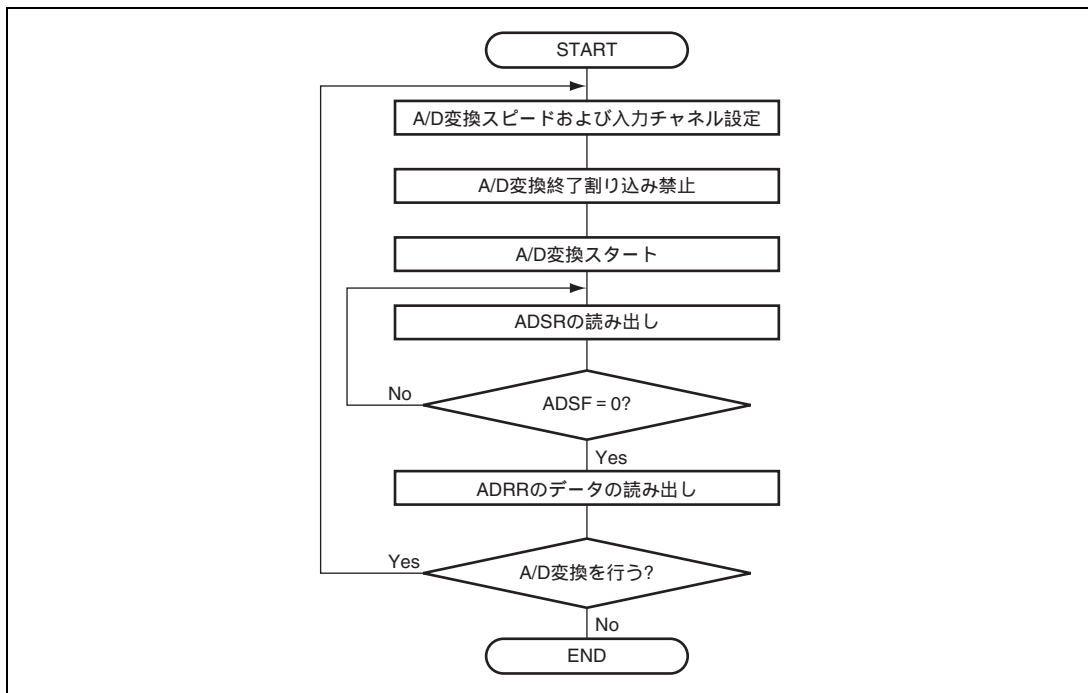 START
A/D変換スピードおよび入力チャネル設定
A/D変換終了割り込み禁止
A/D変換スタート
ADSRの読み出し
No
ADSF = 0?
Yes
ADRRのデータの読み出し
Yes
A/D変換を行う?
No
END